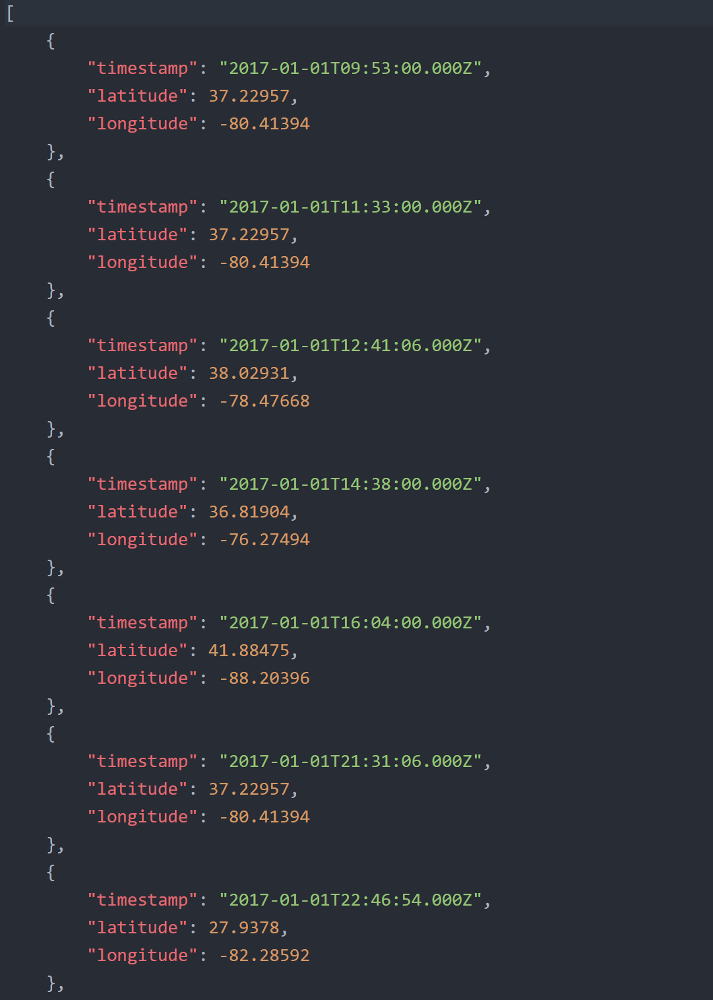 [
    {
        "timestamp": "2017-01-01T09:53:00.000Z",
        "latitude": 37.22957,
        "longitude": -80.41394
    },
    {
        "timestamp": "2017-01-01T11:33:00.000Z",
        "latitude": 37.22957,
        "longitude": -80.41394
    },
    {
        "timestamp": "2017-01-01T12:41:06.000Z",
        "latitude": 38.02931,
        "longitude": -78.47668
    },
    {
        "timestamp": "2017-01-01T14:38:00.000Z",
        "latitude": 36.81904,
        "longitude": -76.27494
    },
    {
        "timestamp": "2017-01-01T16:04:00.000Z",
        "latitude": 41.88475,
        "longitude": -88.20396
    },
    {
        "timestamp": "2017-01-01T21:31:06.000Z",
        "latitude": 37.22957,
        "longitude": -80.41394
    },
    {
        "timestamp": "2017-01-01T22:46:54.000Z",
        "latitude": 27.9378,
        "longitude": -82.28592
    },